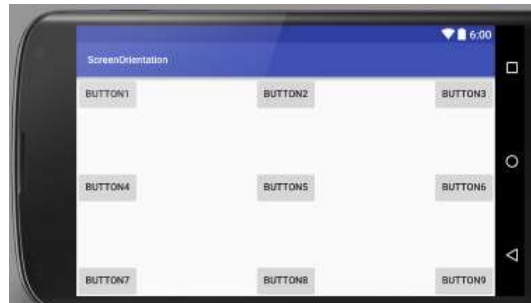 6:00
ScreenOrientation
BUTTON1 BUTTON2 BUTTON3
BUTTON4 BUTTON5 BUTTON6
BUTTON7 BUTTON8 BUTTON9